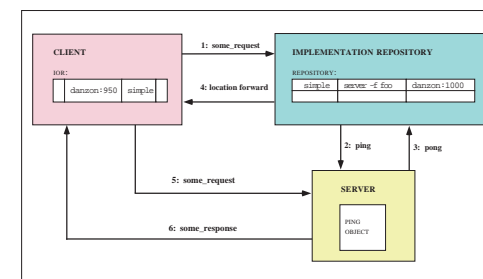 CLIENT
IOR:
danzon:950 simple
1: some_request
4: location forward
IMPLEMENTATION REPOSITORY
REPOSITORY:
simple server -f foo danzon:1000
2: ping
3: pong
5: some_request
6: some_response
SERVER
PING
OBJECT